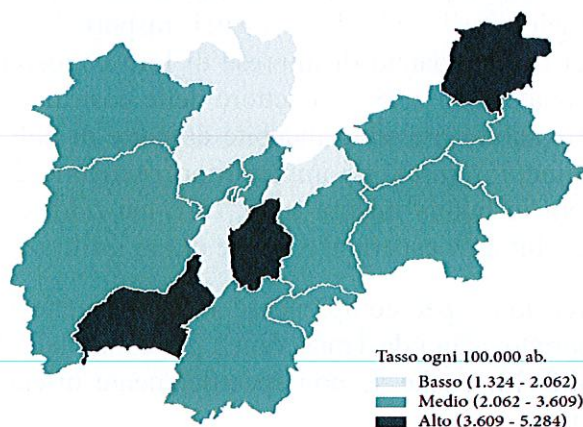 Tasso ogni 100.000 ab.
Basso (1.324 - 2.062)
Medio (2.062 - 3.609)
Alto (3.609 - 5.284)